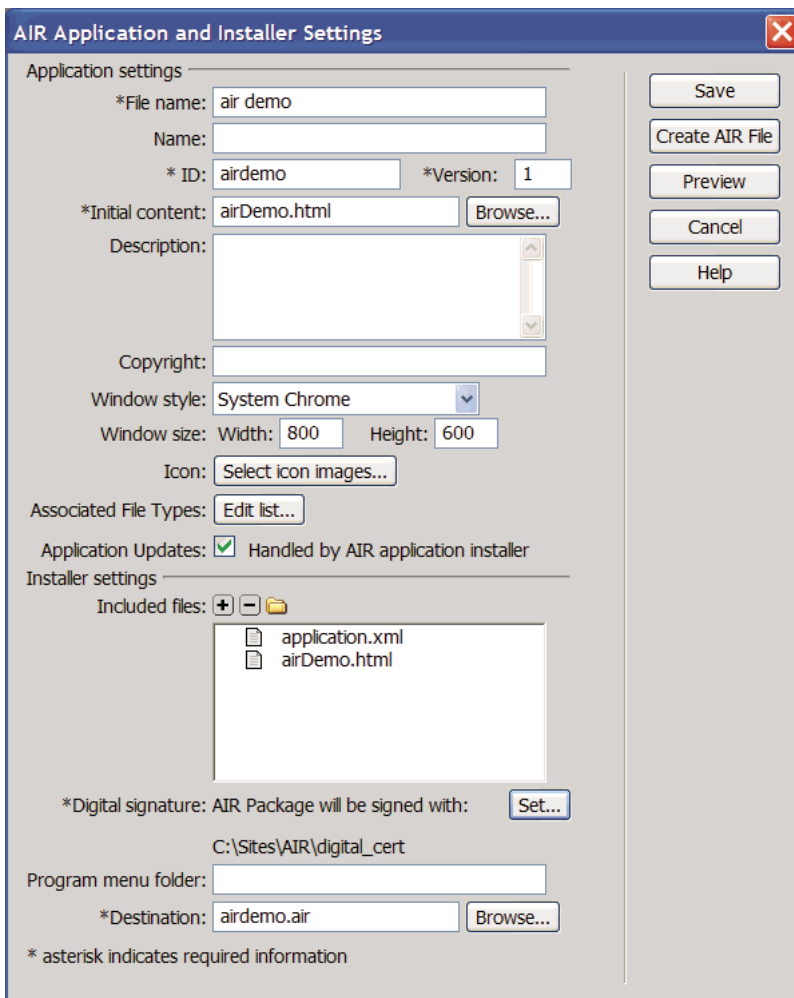 AIR Application and Installer Settings
Application settings
*File name: air demo
Name:
* ID: airdemo *Version: 1
*Initial content: airDemo.html Browse...
Description:
Copyright:
Window style: System Chrome
Window size: Width: 800 Height: 600
Icon: Select icon images...
Associated File Types: Edit list...
Application Updates: Handled by AIR application installer
Installer settings
Included files:
application.xml
airDemo.html
*Digital signature: AIR Package will be signed with: Set...
C:\Sites\AIR\digital_cert
Program menu folder:
*Destination: airdemo.air Browse...
* asterisk indicates required information
Save
Create AIR File
Preview
Cancel
Help